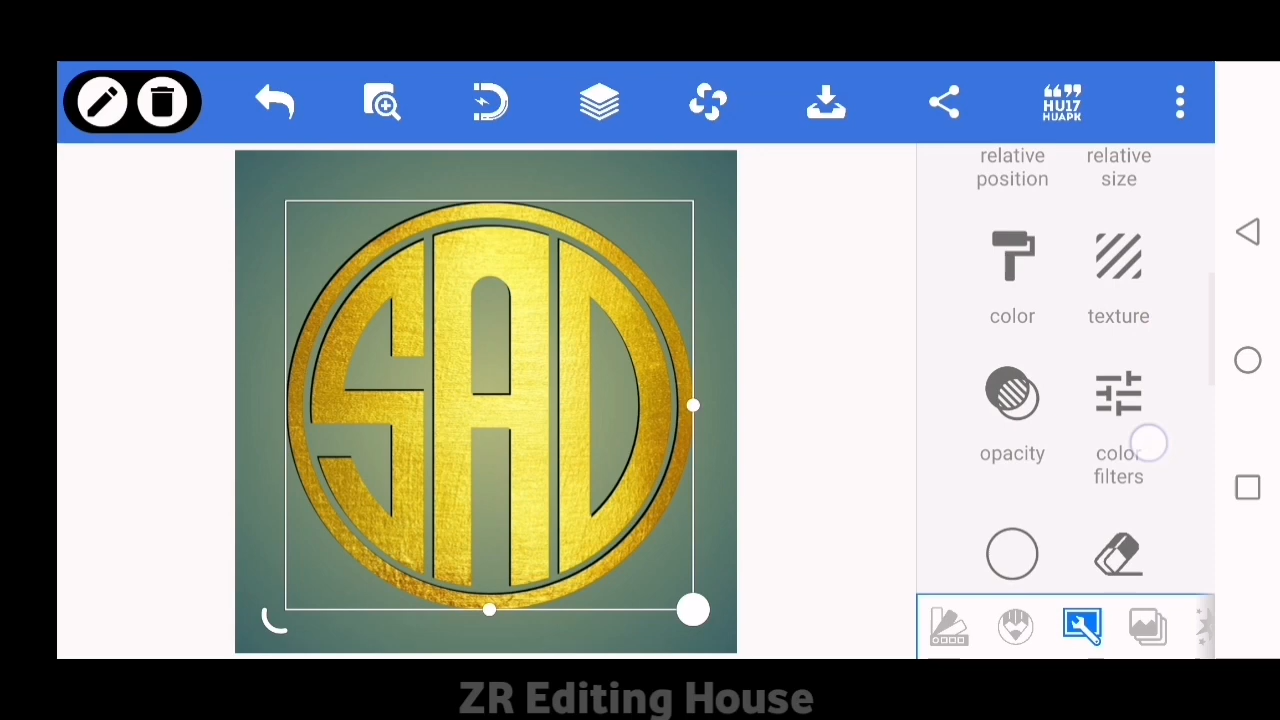 HU17
HUAPK
relative position
relative size
color
texture
opacity
color filters
SAD
ZR Editing House